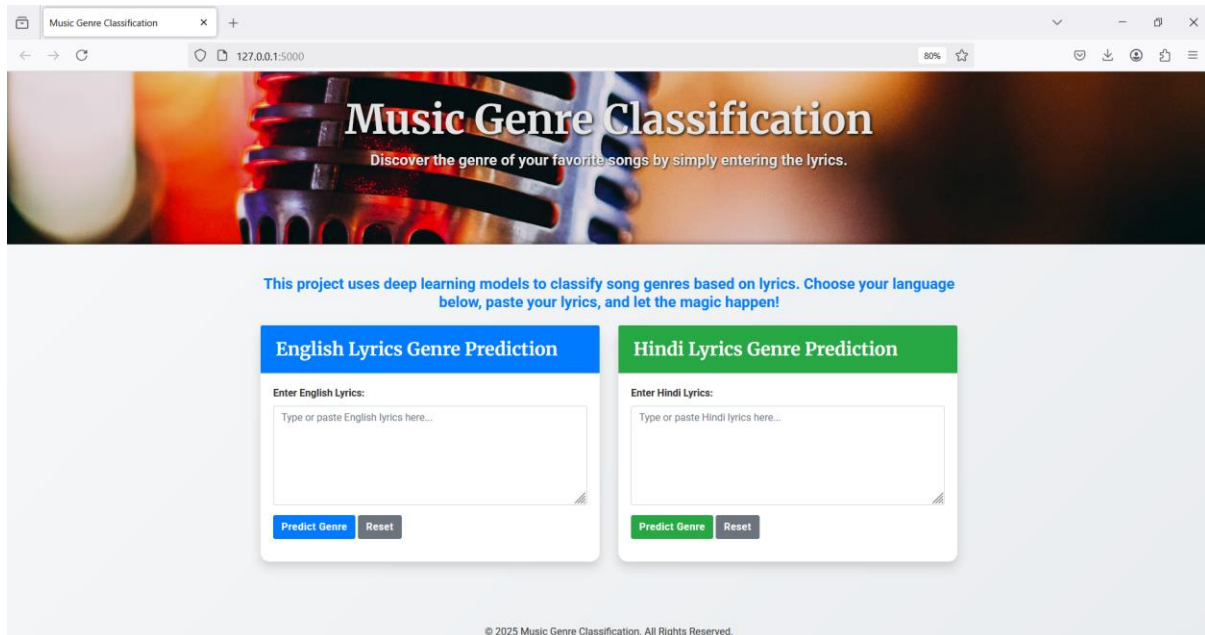 Music Genre Classification
127.0.0.1:5000
80%
Music Genre Classification
Discover the genre of your favorite songs by simply entering the lyrics.
This project uses deep learning models to classify song genres based on lyrics. Choose your language
below, paste your lyrics, and let the magic happen!
English Lyrics Genre Prediction
Enter English Lyrics:
Type or paste English lyrics here...
Predict Genre Reset
Hindi Lyrics Genre Prediction
Enter Hindi Lyrics:
Type or paste Hindi lyrics here...
Predict Genre Reset
© 2025 Music Genre Classification. All Rights Reserved.